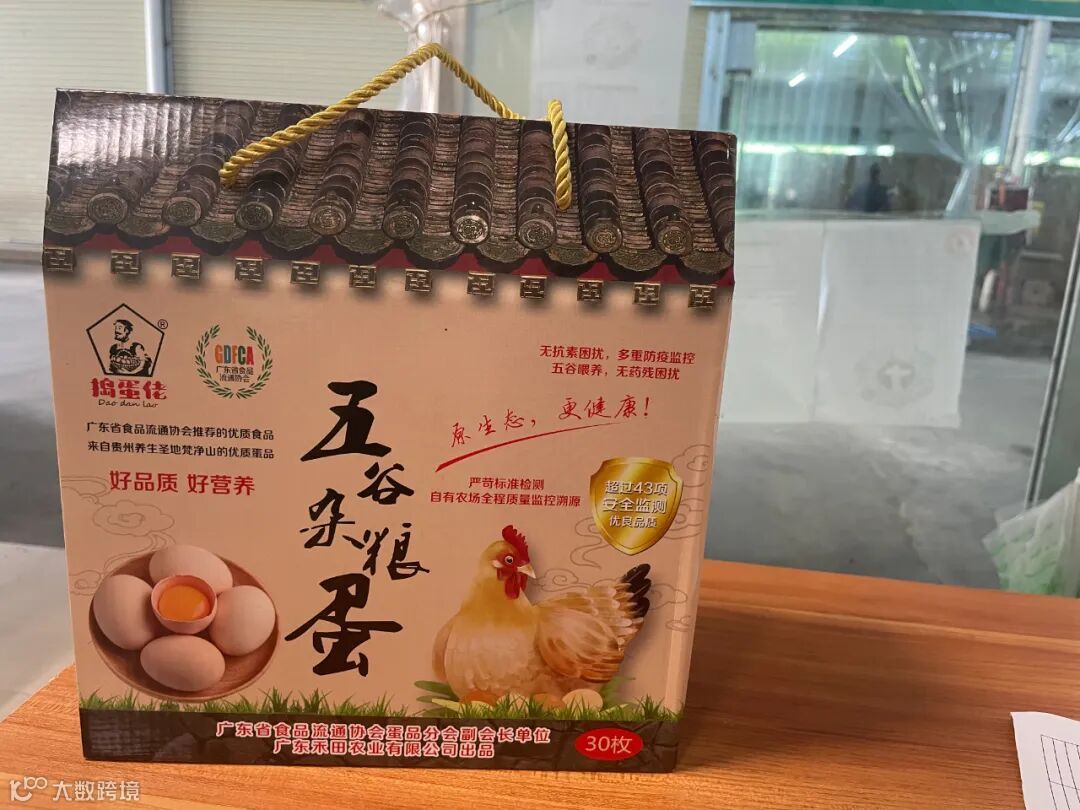 捣蛋佬
®
Dao dan lao
GDFCA
广东省食品
流通协会
广东省食品流通协会推荐的优质食品
来自贵州养生圣地梵净山的优质蛋品
好品质 好营养
五谷杂粮蛋
无抗素困扰，多重防疫监控
五谷喂养，无药残困扰
原生态，更健康！
严苛标准检测
自有农场全程质量监控溯源
超过43项
安全监测
优良品质
广东省食品流通协会蛋品分会副会长单位
广东禾田农业有限公司出品
30枚
大数跨境